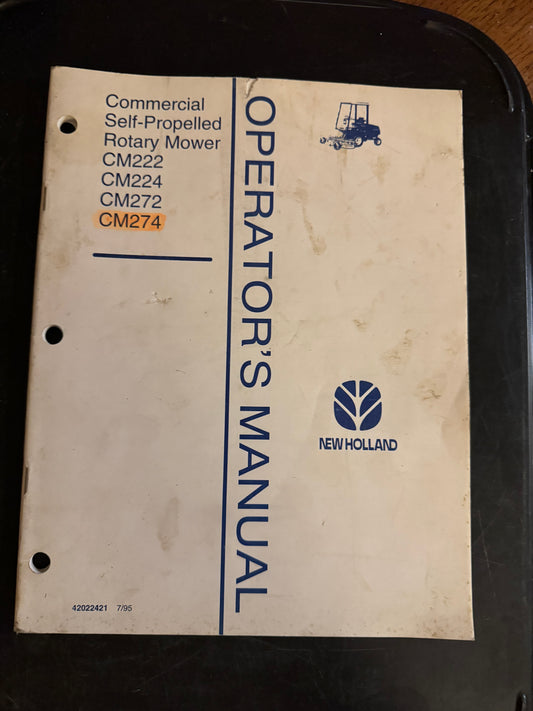 Commercial
Self-Propelled
Rotary Mower
CM222
CM224
CM272
CM274
OPERATOR'S MANUAL
NEW HOLLAND
42022421 7/95